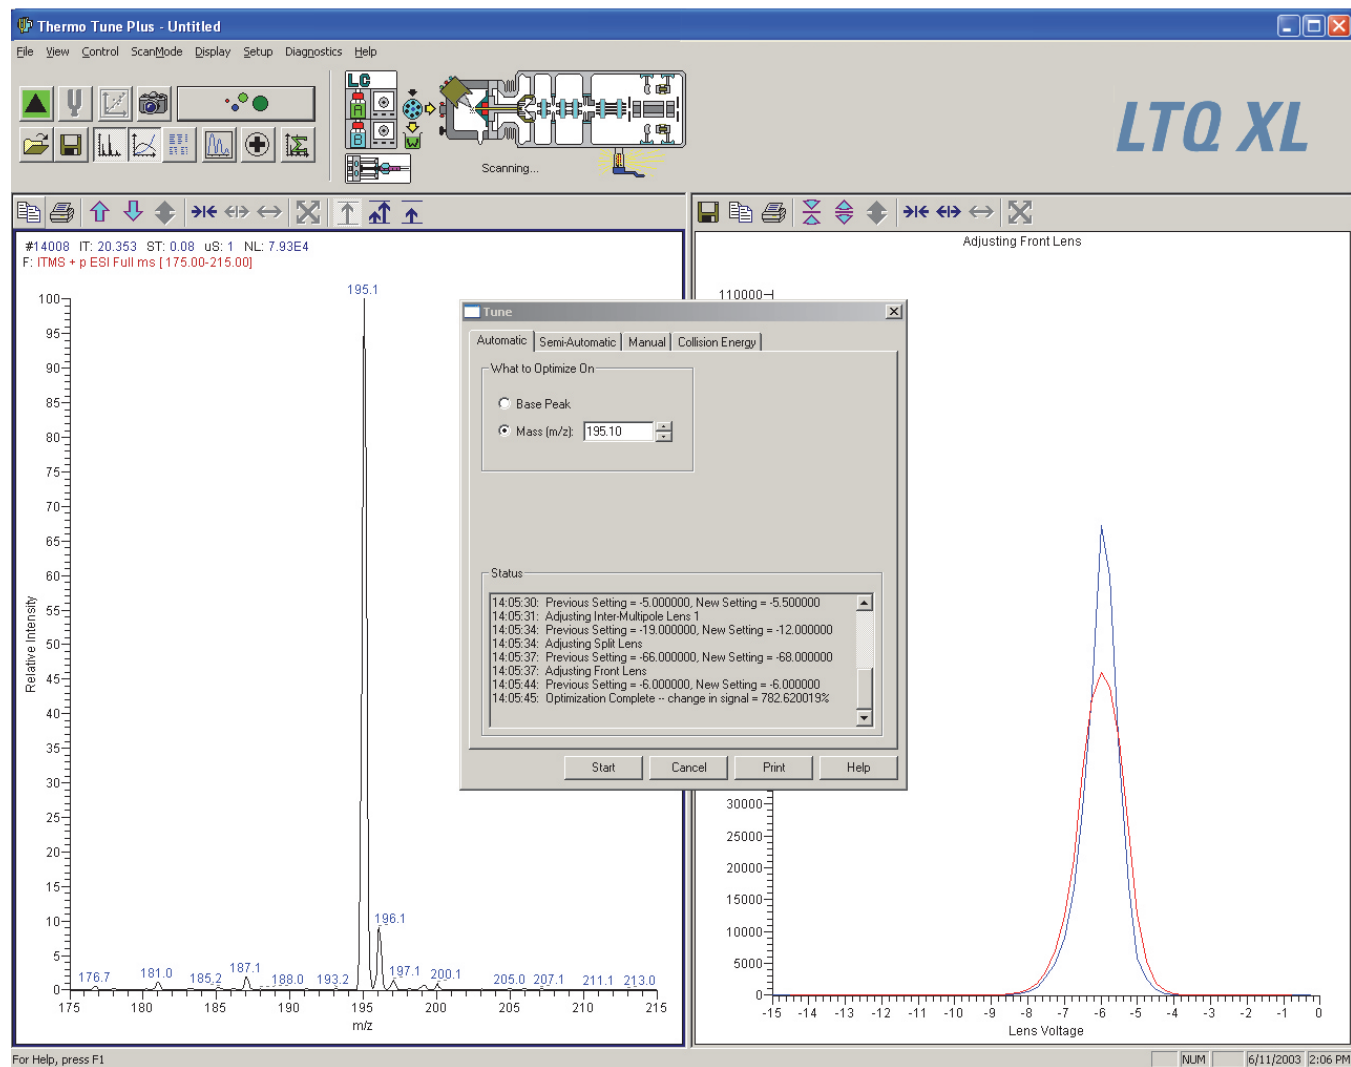 Thermo Tune Plus - Untitled
File View Control ScanMode Display Setup Diagnostics Help
LC
A
B
W
Scanning...
LTQ XL
#14008 IT: 20.353 ST: 0.08 uS: 1 NL: 7.93E4
F: ITMS + p ESI Full ms [175.00-215.00]
195.1
100
95
90
85
80
75
70
65
60
55
50
45
40
35
30
25
20
15
10
5
0
Relative Intensity
196.1
176.7 181.0 185.2 187.1 188.0 193.2 197.1 200.1 205.0 207.1 211.1 213.0
175 180 185 190 195 200 205 210 215
m/z
Tune
Automatic Semi-Automatic Manual Collision Energy
What to Optimize On
Base Peak
Mass (m/z): 195.10
Status
14:05:30: Previous Setting = -5.000000, New Setting = -5.500000
14:05:31: Adjusting Inter-Multipole Lens 1
14:05:34: Previous Setting = -19.000000, New Setting = -12.000000
14:05:34: Adjusting Split Lens
14:05:37: Previous Setting = -66.000000, New Setting = -68.000000
14:05:37: Adjusting Front Lens
14:05:44: Previous Setting = -6.000000, New Setting = -6.000000
14:05:45: Optimization Complete -- change in signal = 782.620019%
Start Cancel Print Help
Adjusting Front Lens
110000
30000
25000
20000
15000
10000
5000
0
-15 -14 -13 -12 -11 -10 -9 -8 -7 -6 -5 -4 -3 -2 -1 0
Lens Voltage
For Help, press F1
NUM 6/11/2003 2:06 PM